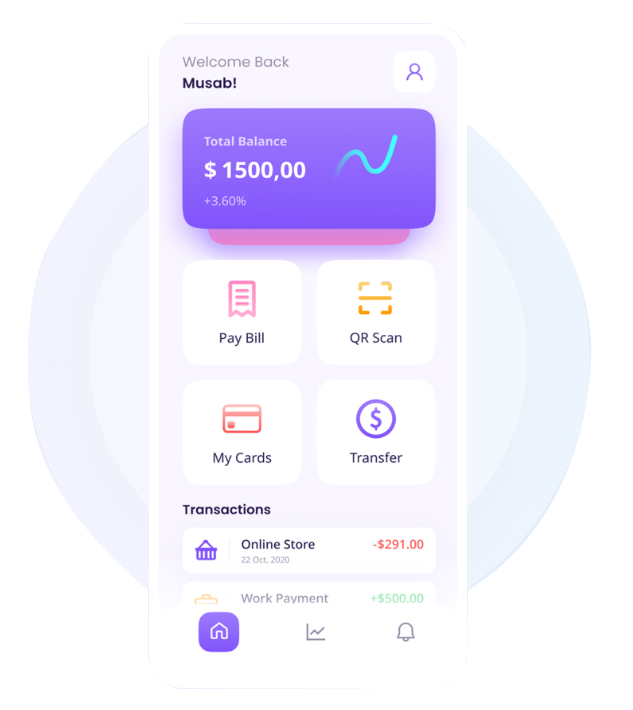 Welcome Back
Musab!
Total Balance
$ 1500,00
+3.60%
Pay Bill
QR Scan
My Cards
Transfer
Transactions
Online Store -$291.00
22 Oct, 2020
Work Payment +$500.00